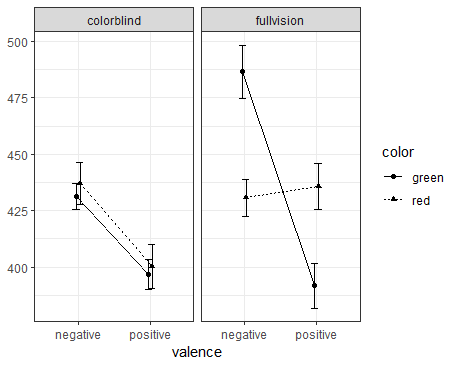 colorblind
fullvision
500
475
450
425
400
negative
positive
negative
positive
valence
color
green
red